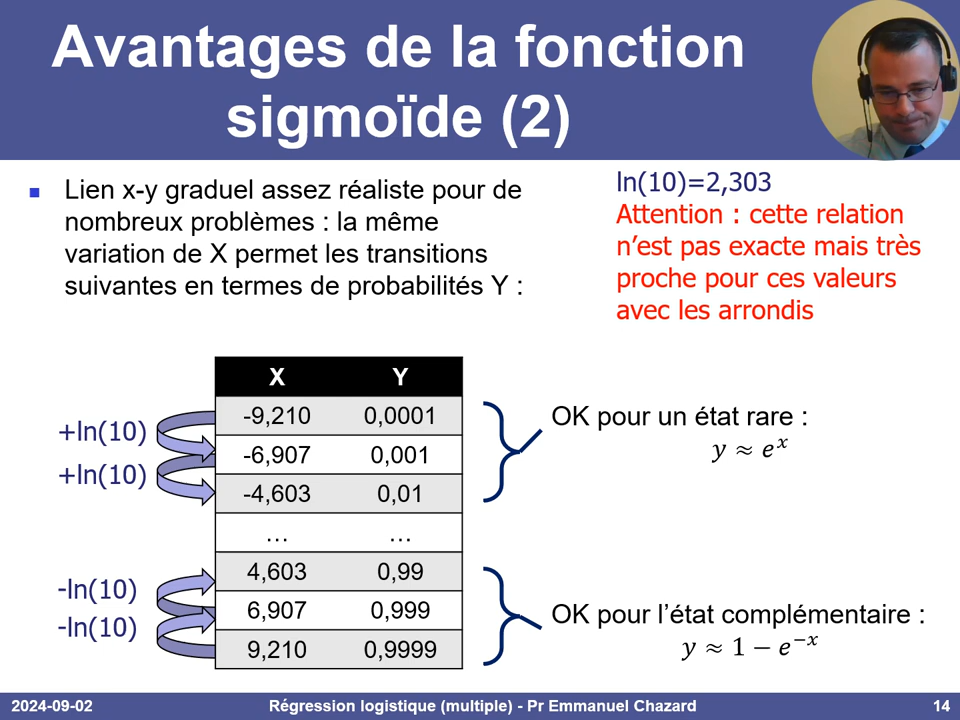 Avantages de la fonction
sigmoïde (2)
Lien x-y graduel assez réaliste pour de
nombreux problèmes : la même
variation de X permet les transitions
suivantes en termes de probabilités Y :
ln(10)=2,303
Attention : cette relation
n’est pas exacte mais très
proche pour ces valeurs
avec les arrondis
X Y
-9,210 0,0001
-6,907 0,001
-4,603 0,01
… …
4,603 0,99
6,907 0,999
9,210 0,9999
+ln(10)
+ln(10)
-ln(10)
-ln(10)
OK pour un état rare :
y ≈ eˣ
OK pour l’état complémentaire :
y ≈ 1 − e⁻ˣ
2024-09-02 Régression logistique (multiple) - Pr Emmanuel Chazard 14